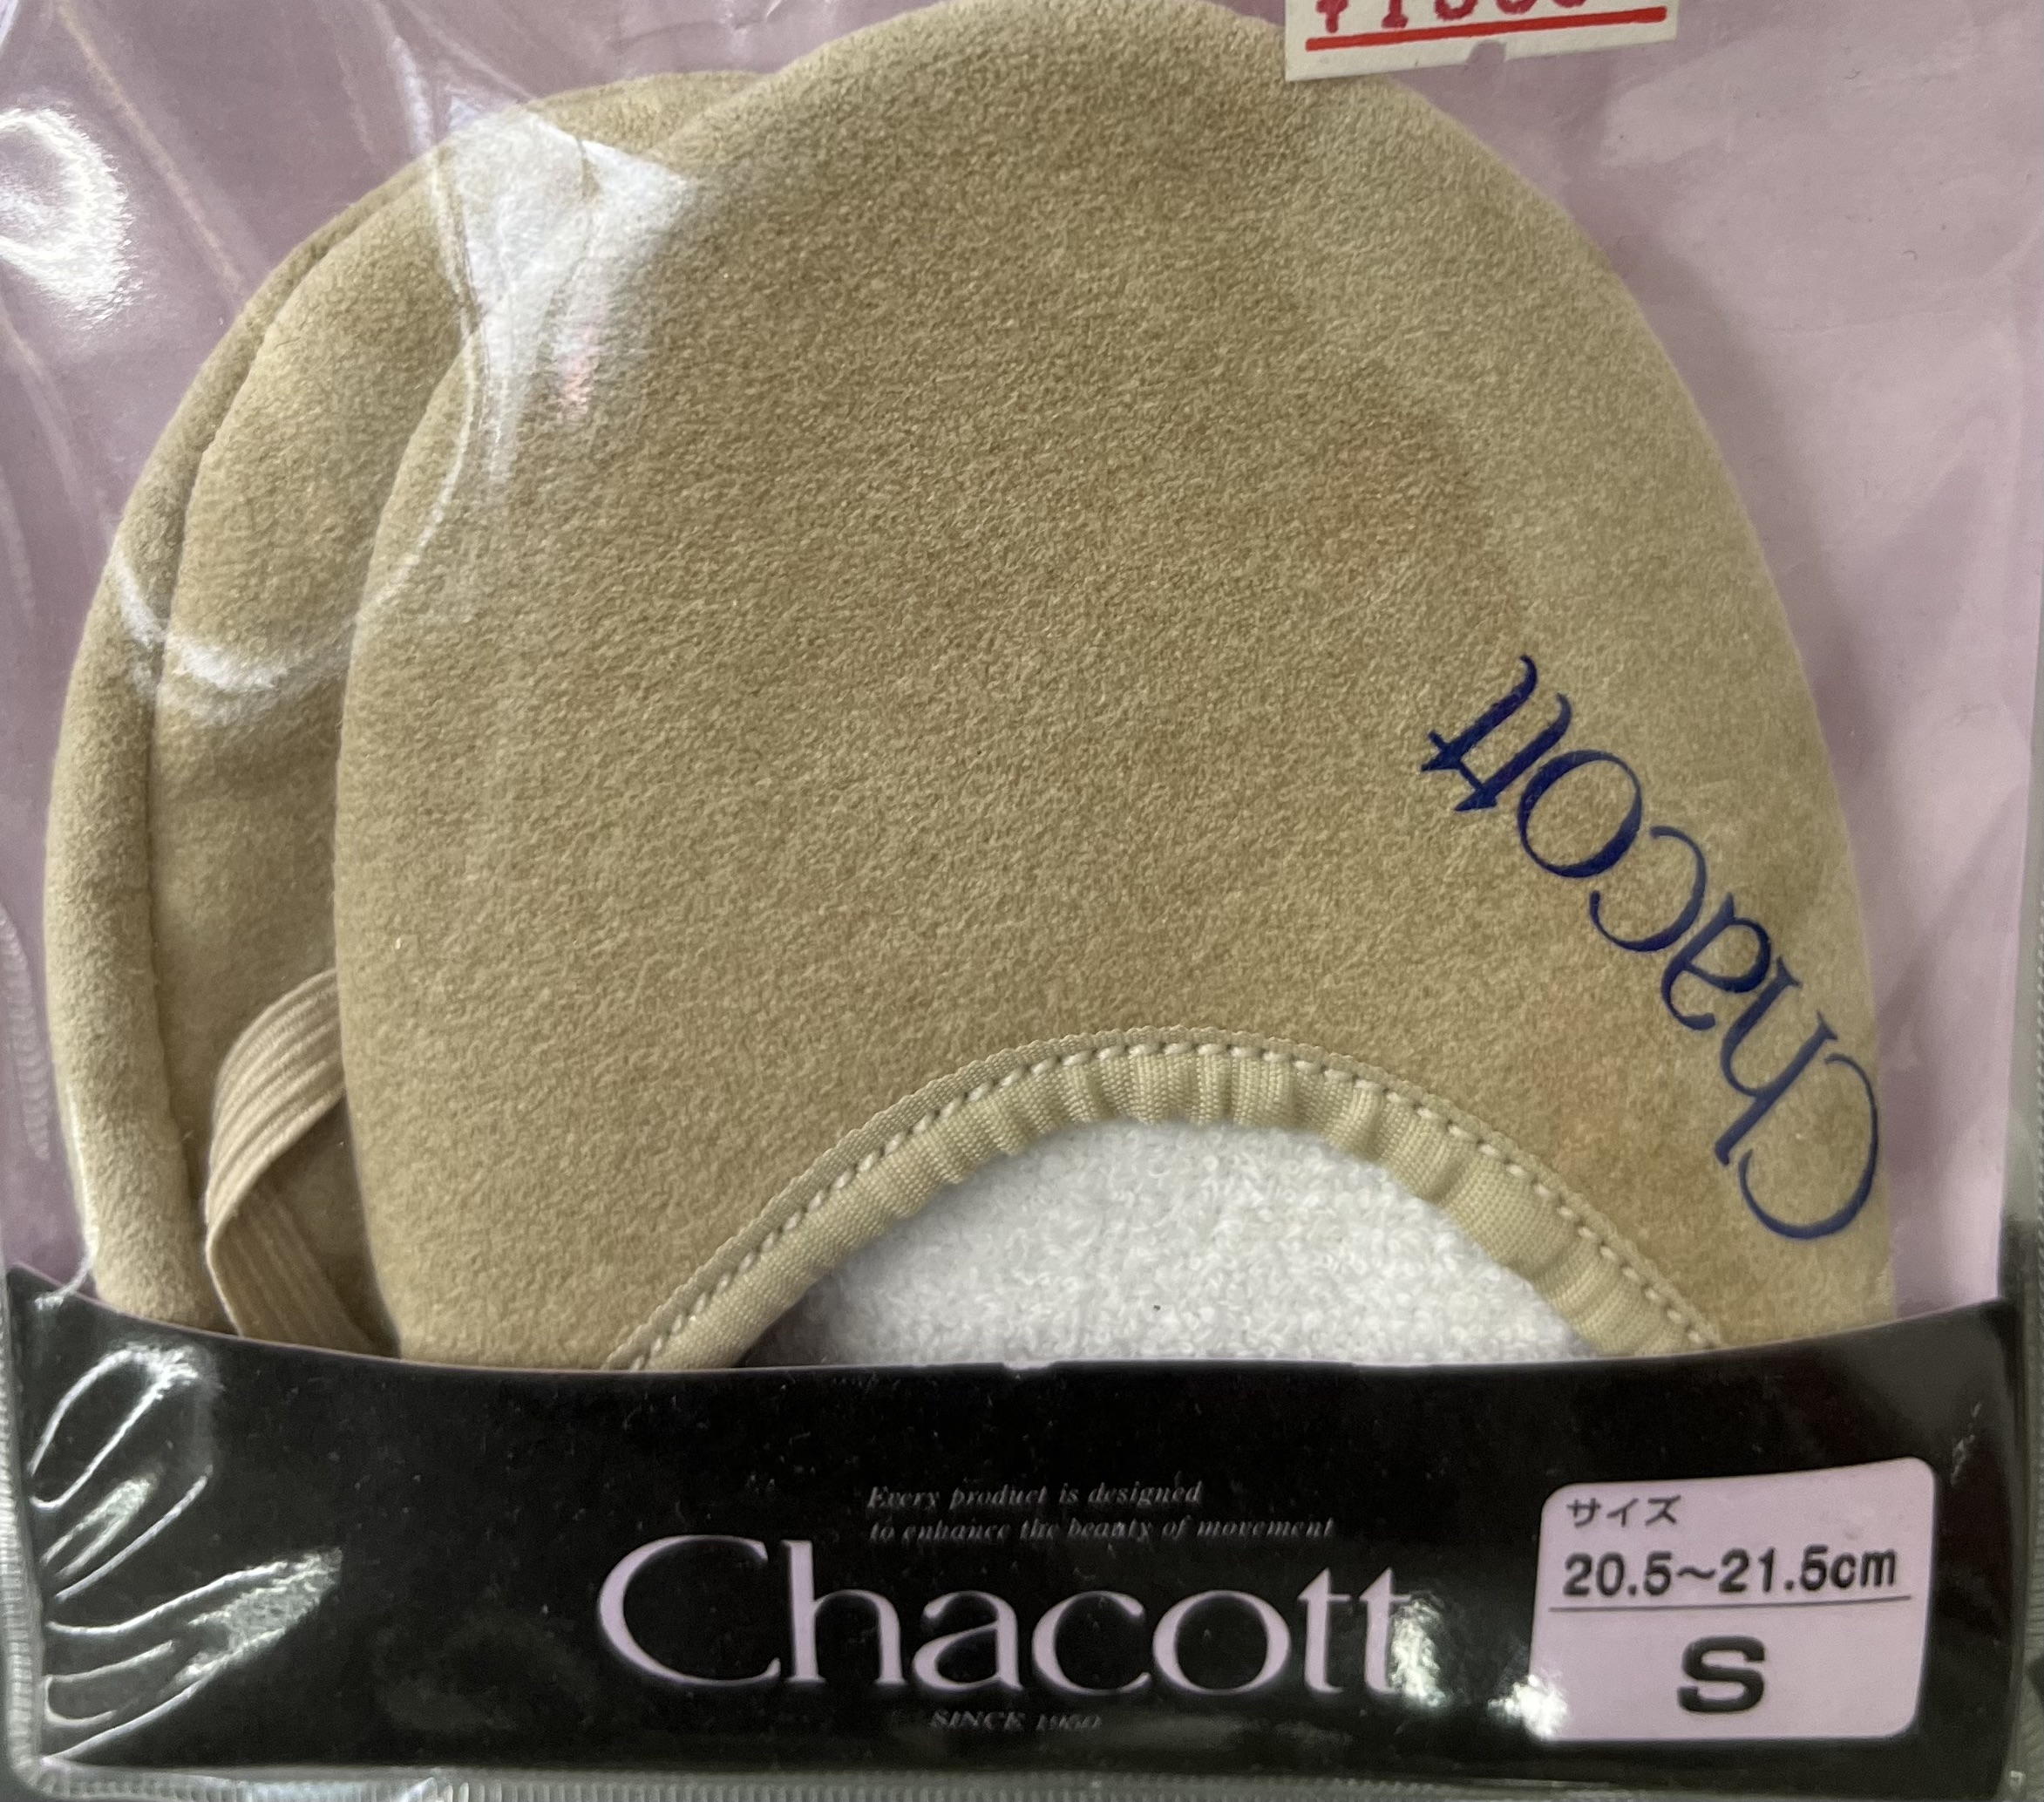 Chacott
Every product is designed
to enhance the beauty of movement
Chacott
SINCE 1950
サイズ
20.5～21.5cm
S